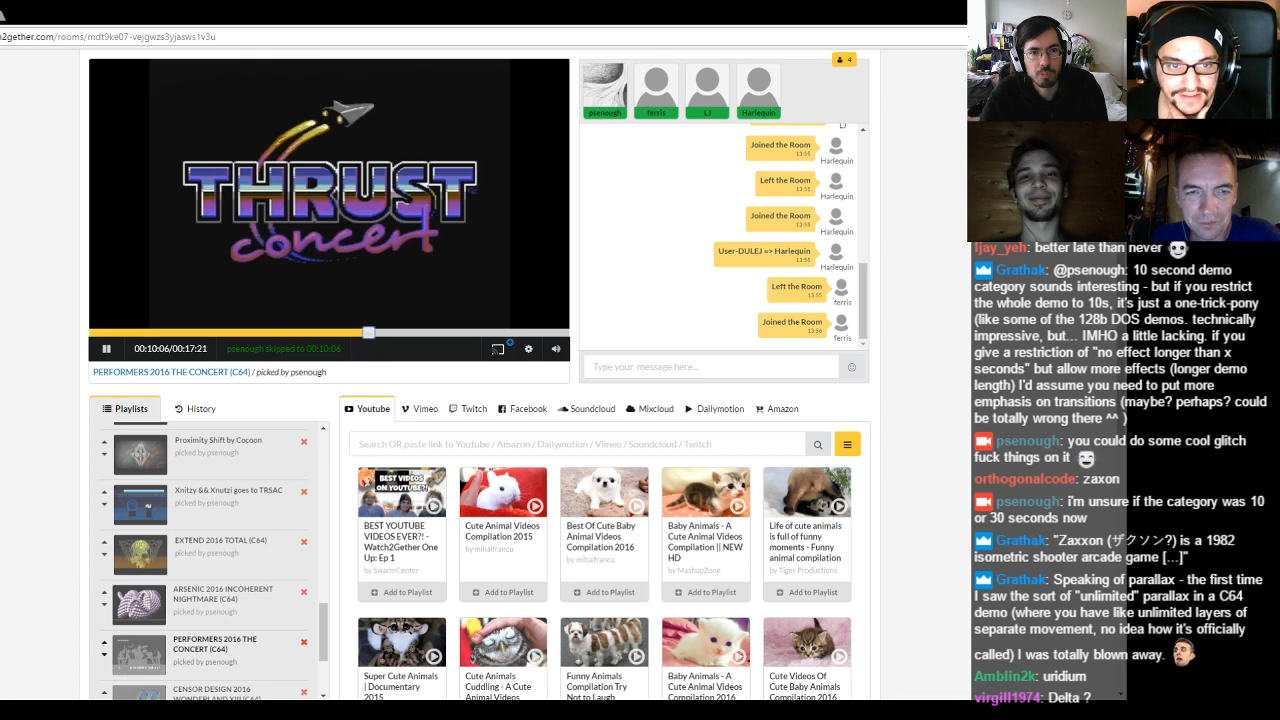 n2gether.com/rooms/mdt9ke07-vejgwzs3yjasws1v3u
THRUST
concert
00:10:06/00:17:21
psenough skipped to 00:10:06
PERFORMERS 2016 THE CONCERT (C64) / picked by psenough
4
psenough
ferris
LJ
Harlequin
LJ
Joined the Room
13:55
Harlequin
Left the Room
13:55
Harlequin
Joined the Room
13:55
Harlequin
User-DULEJ => Harlequin
13:55
Harlequin
Left the Room
13:55
ferris
Joined the Room
13:56
ferris
Type your message here...
Playlists
History
Proximity Shift by Cocoon
picked by psenough
Xnitzy && Xnutzi goes to TRSAC
picked by psenough
EXTEND 2016 TOTAL (C64)
picked by psenough
ARSENIC 2016 INCOHERENT
NIGHTMARE (C64)
picked by psenough
PERFORMERS 2016 THE
CONCERT (C64)
picked by psenough
CENSOR DESIGN 2016
WONDERLAND XIII (C64)
Youtube
Vimeo
Twitch
Facebook
Soundcloud
Mixcloud
Dailymotion
Amazon
Search OR paste link to Youtube / Amazon / Dailymotion / Vimeo / Soundcloud / Twitch
BEST VIDEOS
ON YOUTUBE?!
BEST YOUTUBE
VIDEOS EVER?! -
Watch2Gether One
Up: Ep 1
by SwarmCenter
Add to Playlist
Cute Animal Videos
Compilation 2015
by mihaifrancu
Add to Playlist
Best Of Cute Baby
Animal Videos
Compilation 2016
by mihaifrancu
Add to Playlist
Baby Animals - A
Cute Animal Videos
Compilation || NEW
HD
by MashupZone
Add to Playlist
Life of cute animals
is full of funny
moments - Funny
animal compilation
by Tiger Productions
Add to Playlist
Super Cute Animals
| Documentary
2015
Cute Animals
Cuddling - A Cute
Animal Videos
Funny Animals
Compilation Try
Not to Laugh
Baby Animals - A
Cute Animal Videos
Compilation 2016
Cute Videos Of
Cute Baby Animals
Compilation 2016
ljay_yeh: better late than never
Grathak: @psenough: 10 second demo
category sounds interesting - but if you restrict
the whole demo to 10s, it's just a one-trick-pony
(like some of the 128b DOS demos. technically
impressive, but... IMHO a little lacking. if you
give a restriction of "no effect longer than x
seconds" but allow more effects (longer demo
length) I'd assume you need to put more
emphasis on transitions (maybe? perhaps? could
be totally wrong there ^^ )
psenough: you could do some cool glitch
fuck things on it
orthogonalcode: zaxon
psenough: i'm unsure if the category was 10
or 30 seconds now
Grathak: "Zaxxon (ザクソン?) is a 1982
isometric shooter arcade game [...]"
Grathak: Speaking of parallax - the first time
I saw the sort of "unlimited" parallax in a C64
demo (where you have like unlimited layers of
separate movement, no idea how it's officially
called) I was totally blown away.
Amblin2k: uridium
virgill1974: Delta ?